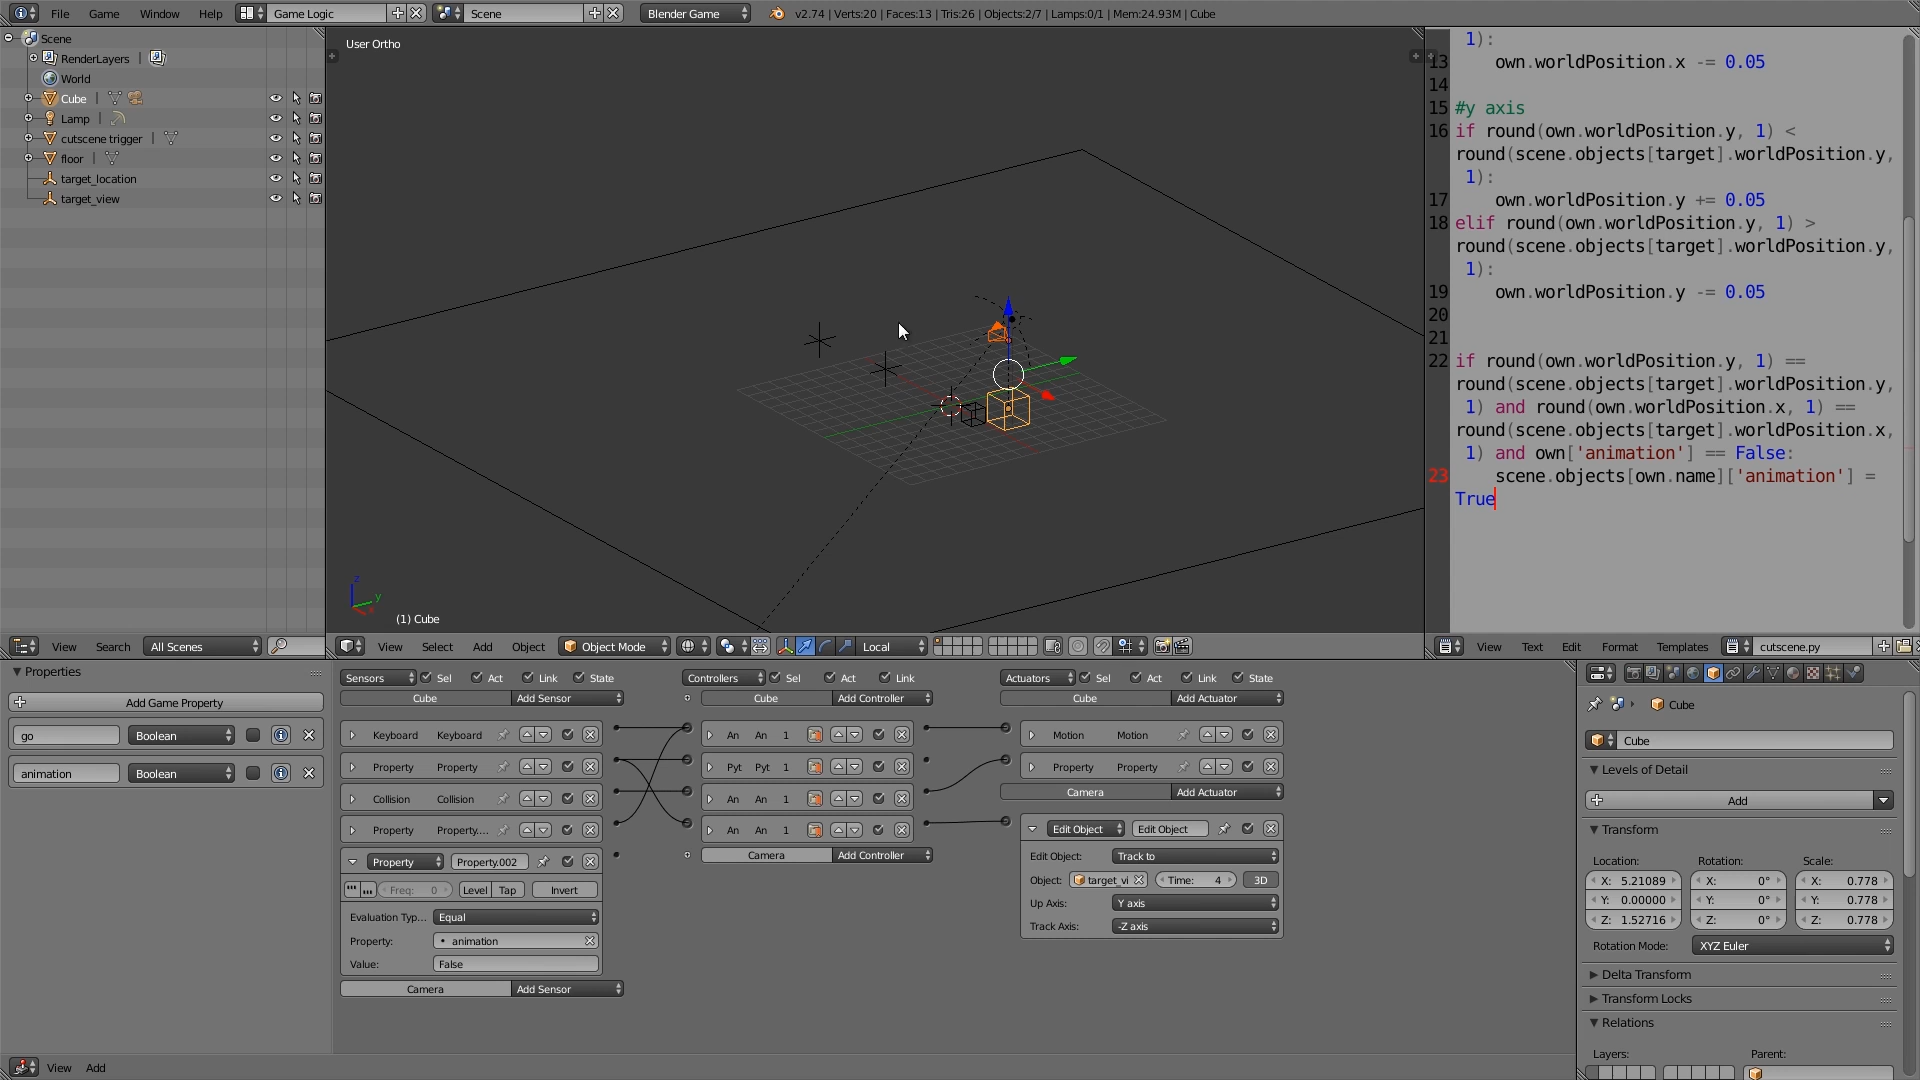 File Game Window Help Game Logic Scene Blender Game v2.74 | Verts:20 | Faces:13 | Tris:26 | Objects:2/7 | Lamps:0/1 | Mem:24.93M | Cube
Scene
RenderLayers |
World
Cube |
Lamp |
cutscene trigger |
floor |
target_location
target_view
View Search All Scenes
User Ortho
z
y
x
(1) Cube
View Select Add Object Object Mode Local
1):
13 own.worldPosition.x -= 0.05
14
15 #y axis
16 if round(own.worldPosition.y, 1) <
round(scene.objects[target].worldPosition.y,
1):
17 own.worldPosition.y += 0.05
18 elif round(own.worldPosition.y, 1) >
round(scene.objects[target].worldPosition.y,
1):
19 own.worldPosition.y -= 0.05
20
21
22 if round(own.worldPosition.y, 1) ==
round(scene.objects[target].worldPosition.y,
1) and round(own.worldPosition.x, 1) ==
round(scene.objects[target].worldPosition.x,
1) and own['animation'] == False:
23 scene.objects[own.name]['animation'] =
True
View Text Edit Format Templates cutscene.py
Properties
Add Game Property
go Boolean
animation Boolean
Sensors Sel Act Link State
Cube Add Sensor
Keyboard Keyboard
Property Property
Collision Collision
Property Property....
Property Property.002
Freq: 0 Level Tap Invert
Evaluation Typ... Equal
Property: animation
Value: False
Camera Add Sensor
Controllers Sel Act Link
Cube Add Controller
An An 1
Pyt Pyt 1
An An 1
An An 1
Camera Add Controller
Actuators Sel Act Link State
Cube Add Actuator
Motion Motion
Property Property
Camera Add Actuator
Edit Object Edit Object
Edit Object: Track to
Object: target_vi Time: 4 3D
Up Axis: Y axis
Track Axis: -Z axis
View Add
Cube
Cube
Levels of Detail
Add
Transform
Location: Rotation: Scale:
X: 5.21089 X: 0° X: 0.778
Y: 0.00000 Y: 0° Y: 0.778
Z: 1.52716 Z: 0° Z: 0.778
Rotation Mode: XYZ Euler
Delta Transform
Transform Locks
Relations
Layers: Parent: